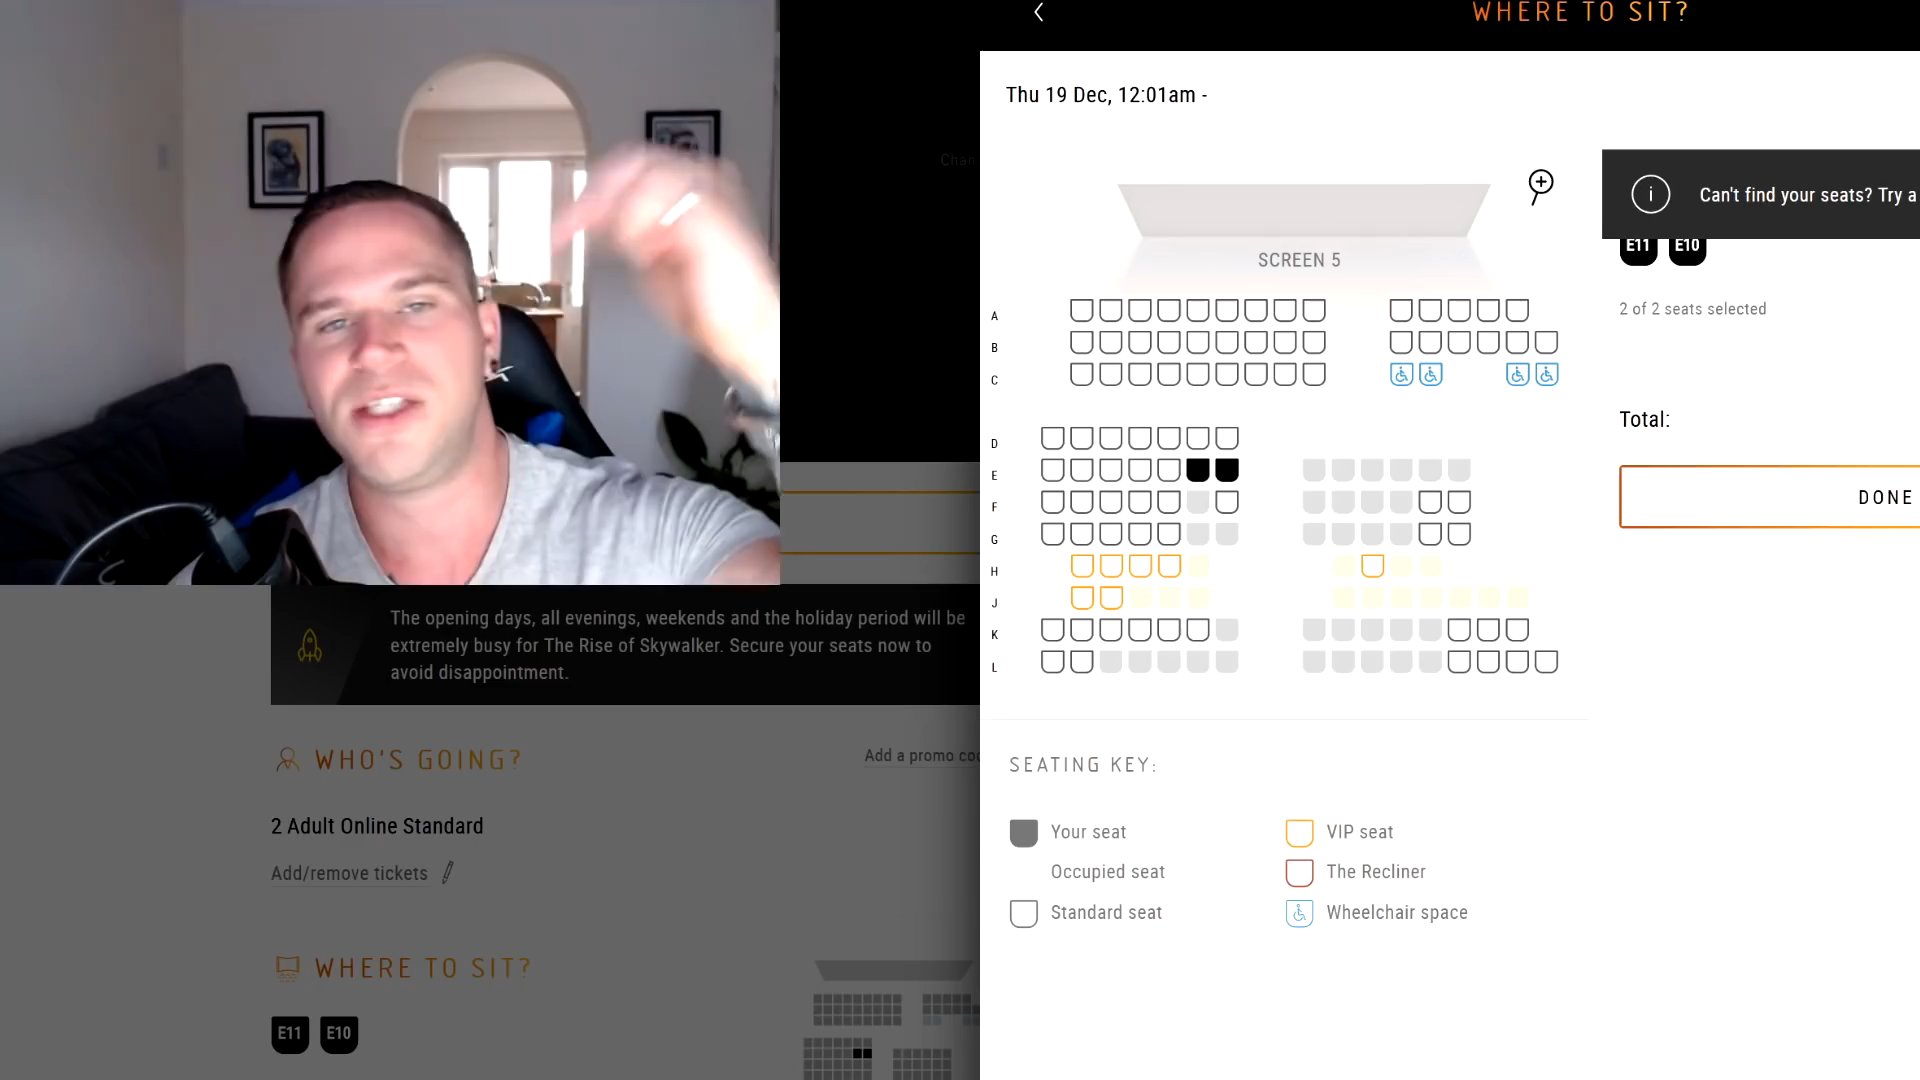 WHERE TO SIT?
Thu 19 Dec, 12:01am -
Chan
Can't find your seats? Try a
SCREEN 5
E11 E10
2 of 2 seats selected
A
B
C
D
E
F
G
H
J
K
L
Total:
DONE
The opening days, all evenings, weekends and the holiday period will be
extremely busy for The Rise of Skywalker. Secure your seats now to
avoid disappointment.
WHO'S GOING?
Add a promo co
2 Adult Online Standard
Add/remove tickets
WHERE TO SIT?
E11 E10
SEATING KEY:
Your seat
Occupied seat
Standard seat
VIP seat
The Recliner
Wheelchair space